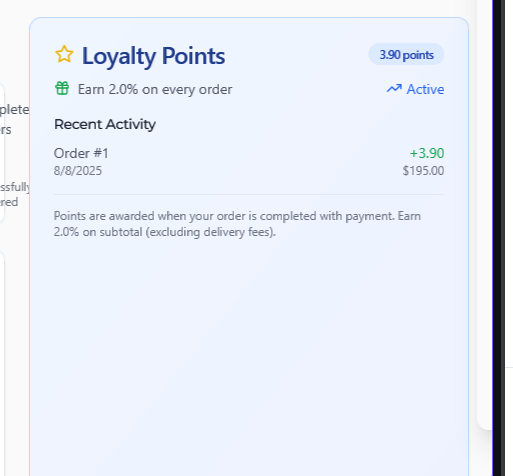 Loyalty Points
3.90 points
Earn 2.0% on every order
Active
Recent Activity
Order #1
+3.90
8/8/2025
$195.00
Points are awarded when your order is completed with payment. Earn
2.0% on subtotal (excluding delivery fees).
plete
rs
ssfully
red